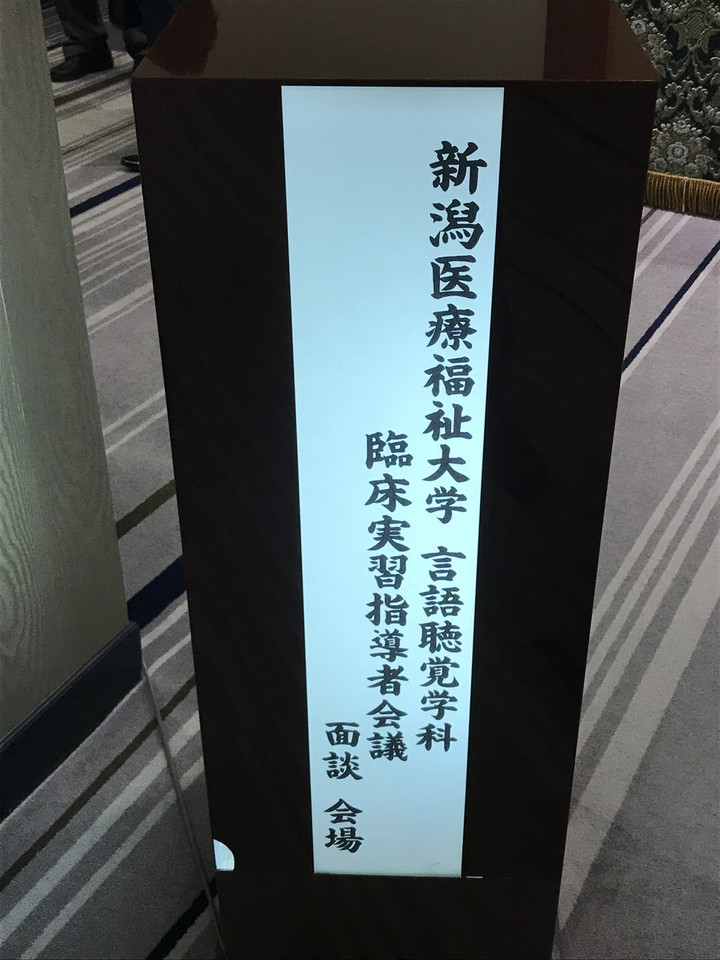 新潟医療福祉大学 言語聴覚学科
臨床実習指導者会議
面談 会場